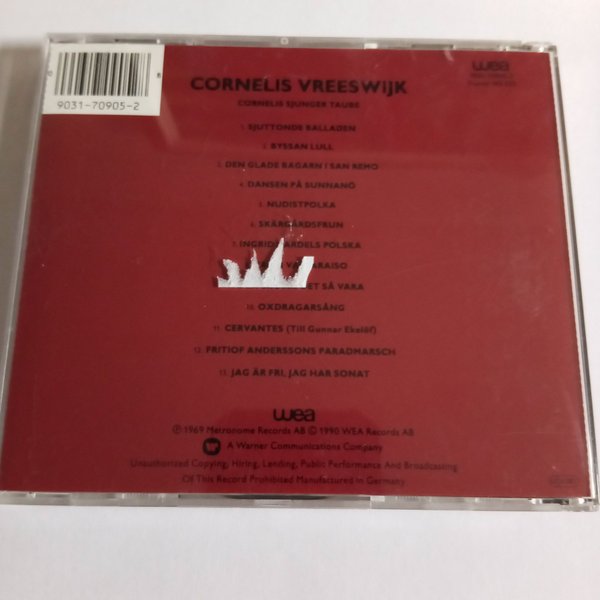 9031-70905-2
wea
CORNELIS VREESWIJK
CORNELIS SJUNGER TAUBE
1. SJUTTONDE BALLADEN
2. BYSSAN LULL
3. DEN GLADE BAGARN I SAN REMO
4. DANSEN PÅ SUNNANÖ
5. NUDISTPOLKA
6. SKÄRGÅRDSFRUN
7. INGRID DARDELS POLSKA
ARAISO
ET SÅ VARA
10. OXDRAGARSÅNG
11. CERVANTES (Till Gunnar Ekelöf)
12. FRITIOF ANDERSSONS PARADMARSCH
13. JAG ÄR FRI, JAG HAR SONAT
wea
℗ 1969 Metronome Records AB © 1990 WEA Records AB
A Warner Communications Company
Unauthorized Copying, Hiring, Lending, Public Performance And Broadcasting
Of This Record Prohibited Manufactured in Germany